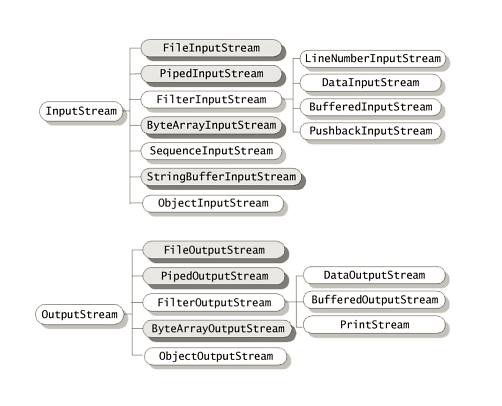 FileInputStream
PipedInputStream
FilterInputStream
LineNumberInputStream
DataInputStream
BufferedInputStream
PushbackInputStream
InputStream
ByteArrayInputStream
SequenceInputStream
StringBufferInputStream
ObjectInputStream
FileOutputStream
PipedOutputStream
FilterOutputStream
DataOutputStream
BufferedOutputStream
PrintStream
OutputStream
ByteArrayOutputStream
ObjectOutputStream